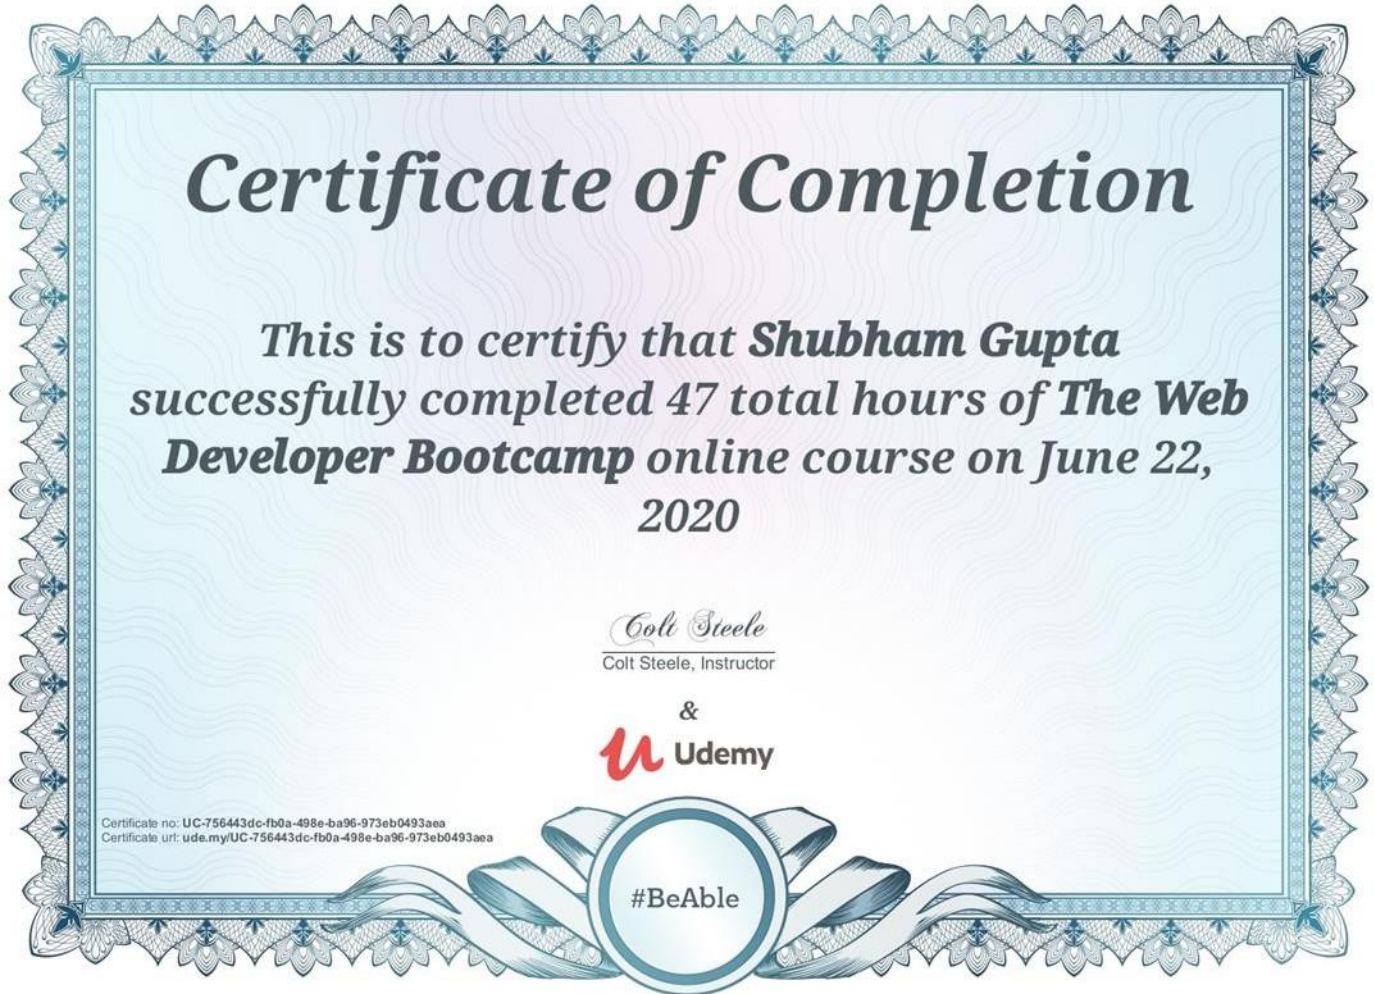 Certificate of Completion
This is to certify that Shubham Gupta
successfully completed 47 total hours of The Web
Developer Bootcamp online course on June 22,
2020
Colt Steele
Colt Steele, Instructor
&
Udemy
Certificate no: UC-756443dc-fb0a-498e-ba96-973eb0493aea
Certificate url: ude.my/UC-756443dc-fb0a-498e-ba96-973eb0493aea
#BeAble